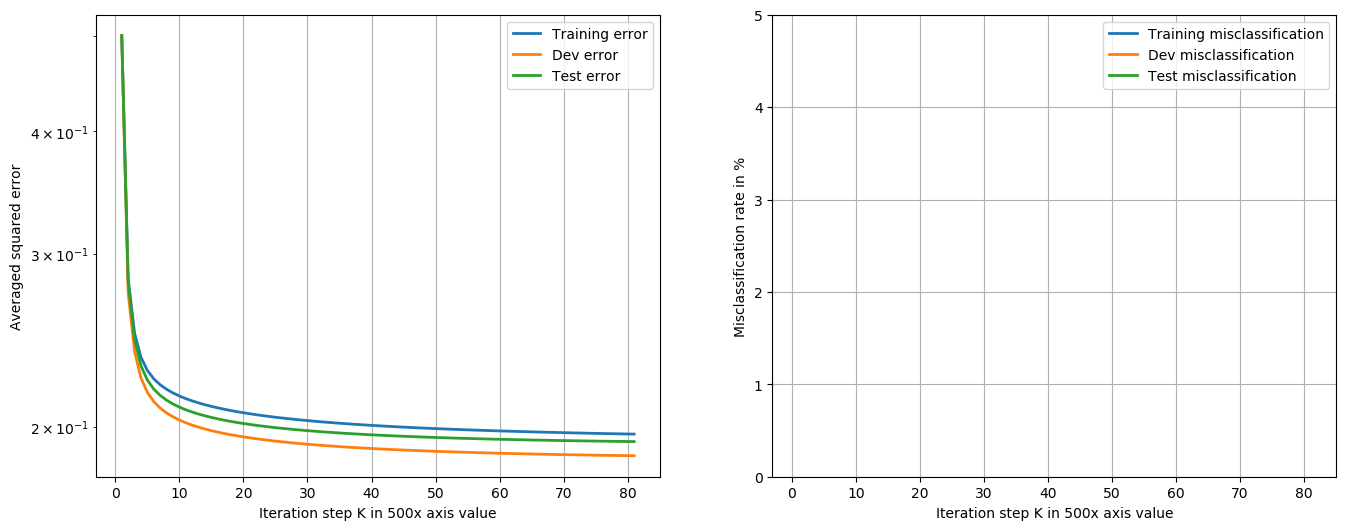 Training error
Dev error
Test error
4 × 10⁻¹
3 × 10⁻¹
2 × 10⁻¹
Averaged squared error
0 10 20 30 40 50 60 70 80
Iteration step K in 500x axis value
Training misclassification
Dev misclassification
Test misclassification
5
4
3
2
1
0
Misclassification rate in %
0 10 20 30 40 50 60 70 80
Iteration step K in 500x axis value